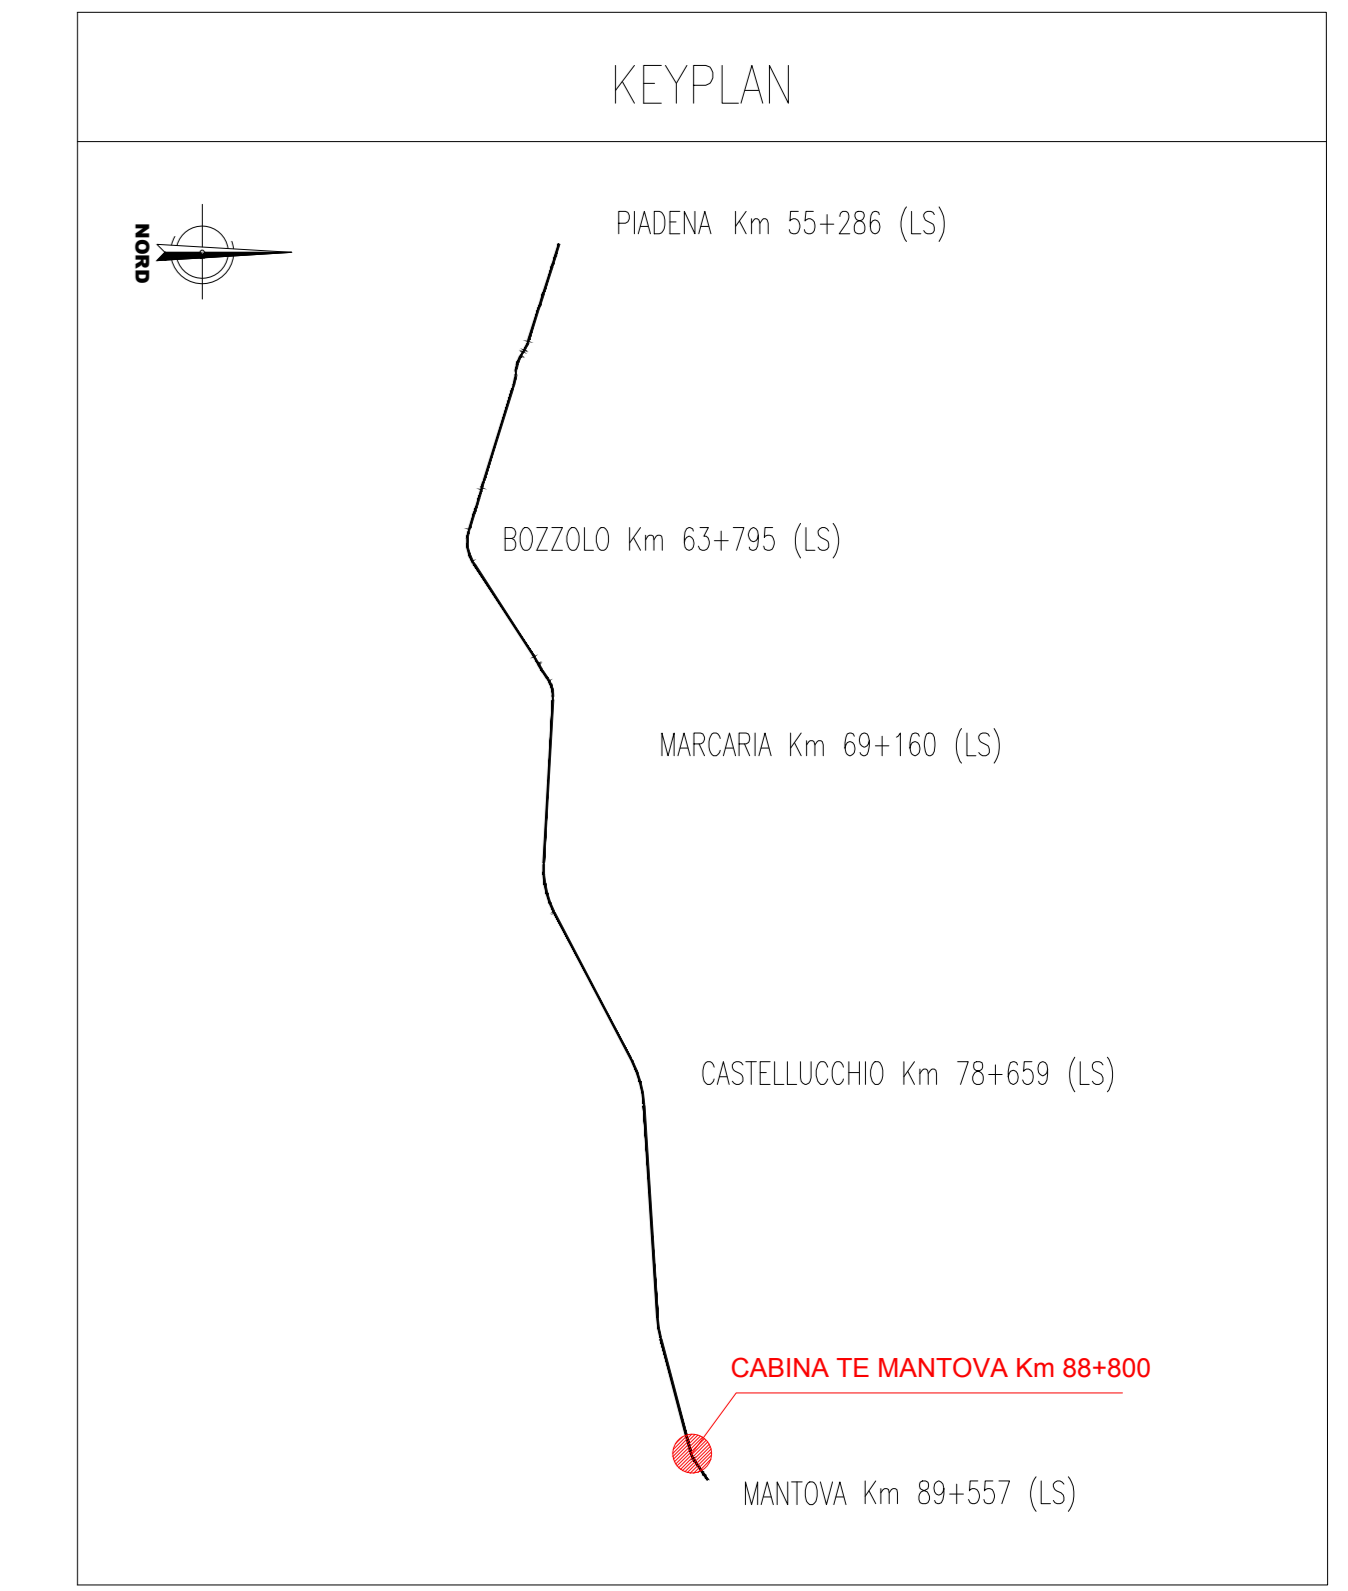 KEYPLAN
NORD
PIADENA Km 55+286 (LS)
BOZZOLO Km 63+795 (LS)
MARCARIA Km 69+160 (LS)
CASTELLUCCHIO Km 78+659 (LS)
CABINA TE MANTOVA Km 88+800
MANTOVA Km 89+557 (LS)